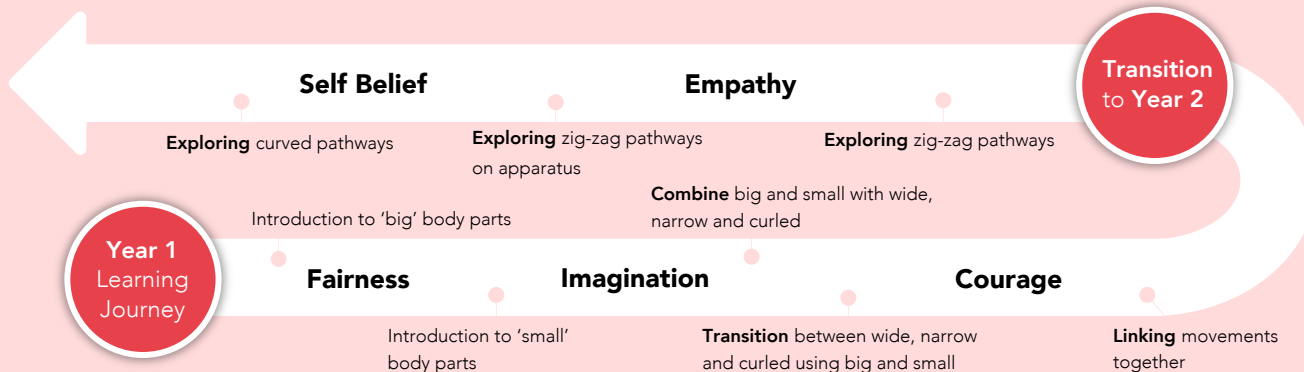 Self Belief
Empathy
Transition
to Year 2
Exploring curved pathways
Exploring zig-zag pathways
on apparatus
Exploring zig-zag pathways
Combine big and small with wide,
narrow and curled
Introduction to ‘big’ body parts
Year 1
Learning
Journey
Fairness
Imagination
Courage
Introduction to ‘small’
body parts
Transition between wide, narrow
and curled using big and small
Linking movements
together